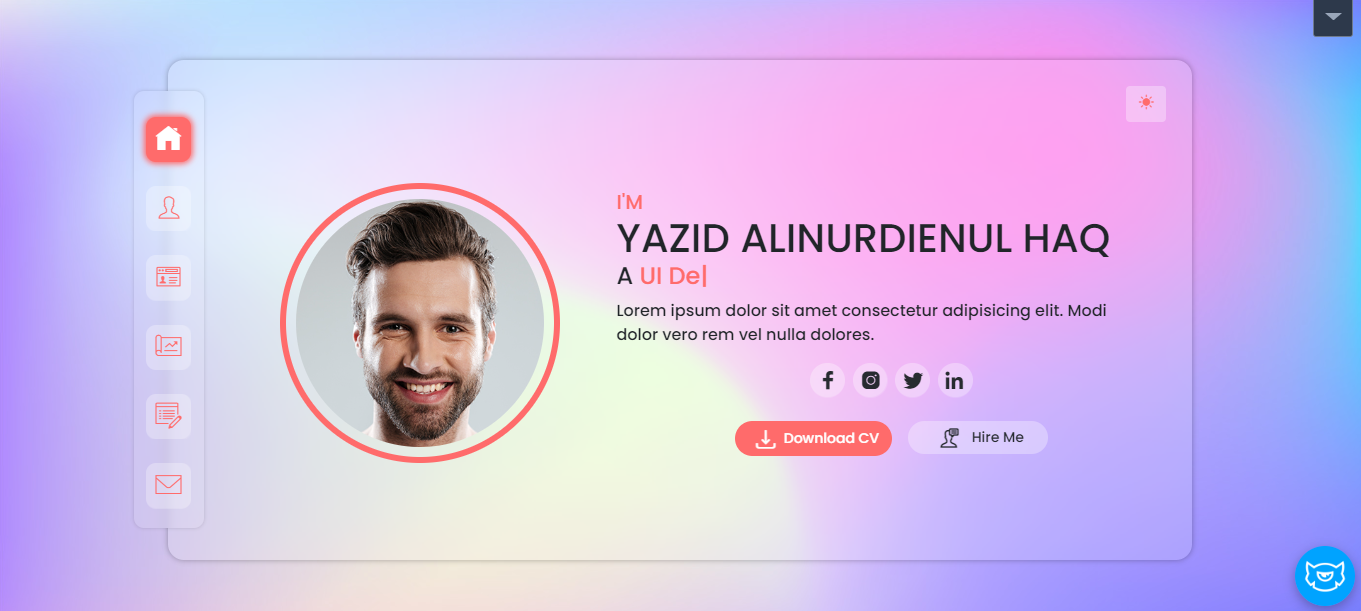 I'M
YAZID ALINURDIENUL HAQ
A UI De|
Lorem ipsum dolor sit amet consectetur adipisicing elit. Modi
dolor vero rem vel nulla dolores.
Download CV
Hire Me